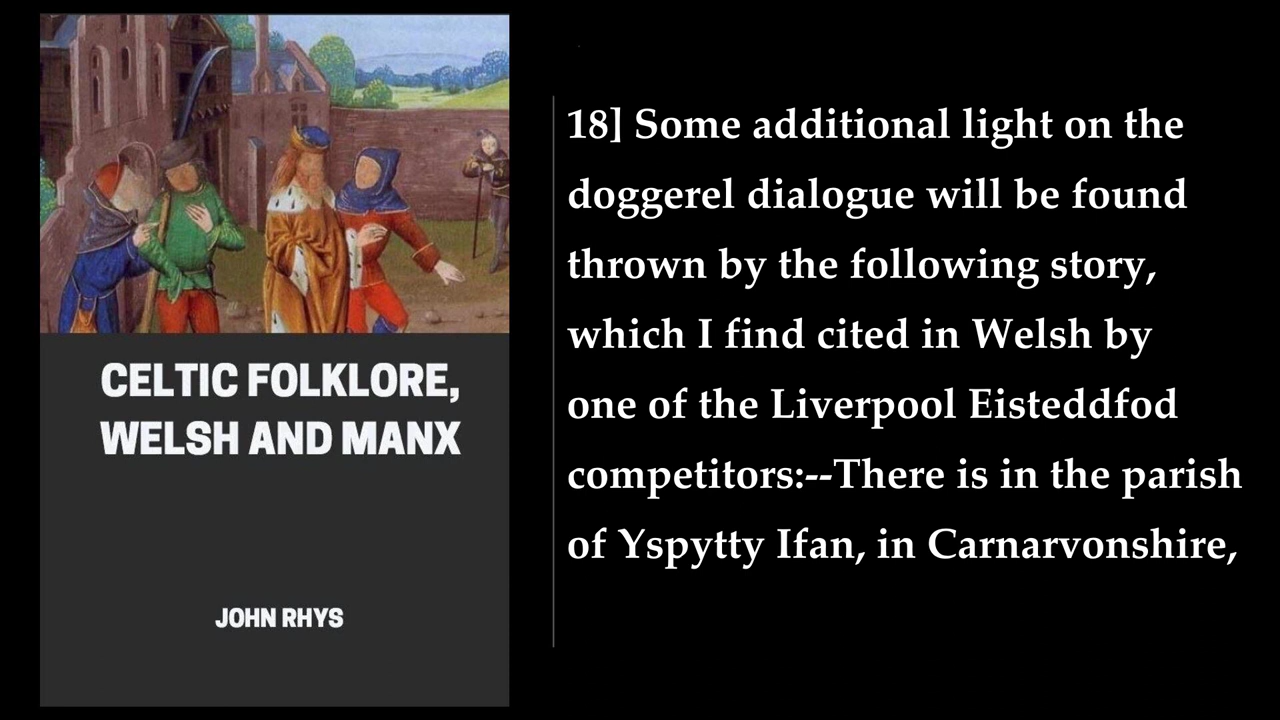 CELTIC FOLKLORE,
WELSH AND MANX
JOHN RHYS
18] Some additional light on the
doggerel dialogue will be found
thrown by the following story,
which I find cited in Welsh by
one of the Liverpool Eisteddfod
competitors:--There is in the parish
of Yspytty Ifan, in Carnarvonshire,